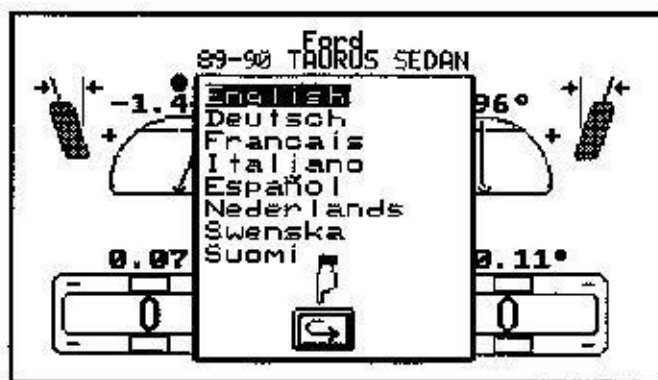 Ford
89-90 TAURUS SEDAN
-1.4
96°
English
Deutsch
Francais
Italiano
Español
Nederlands
Swenska
Suomi
0.07
0.11°